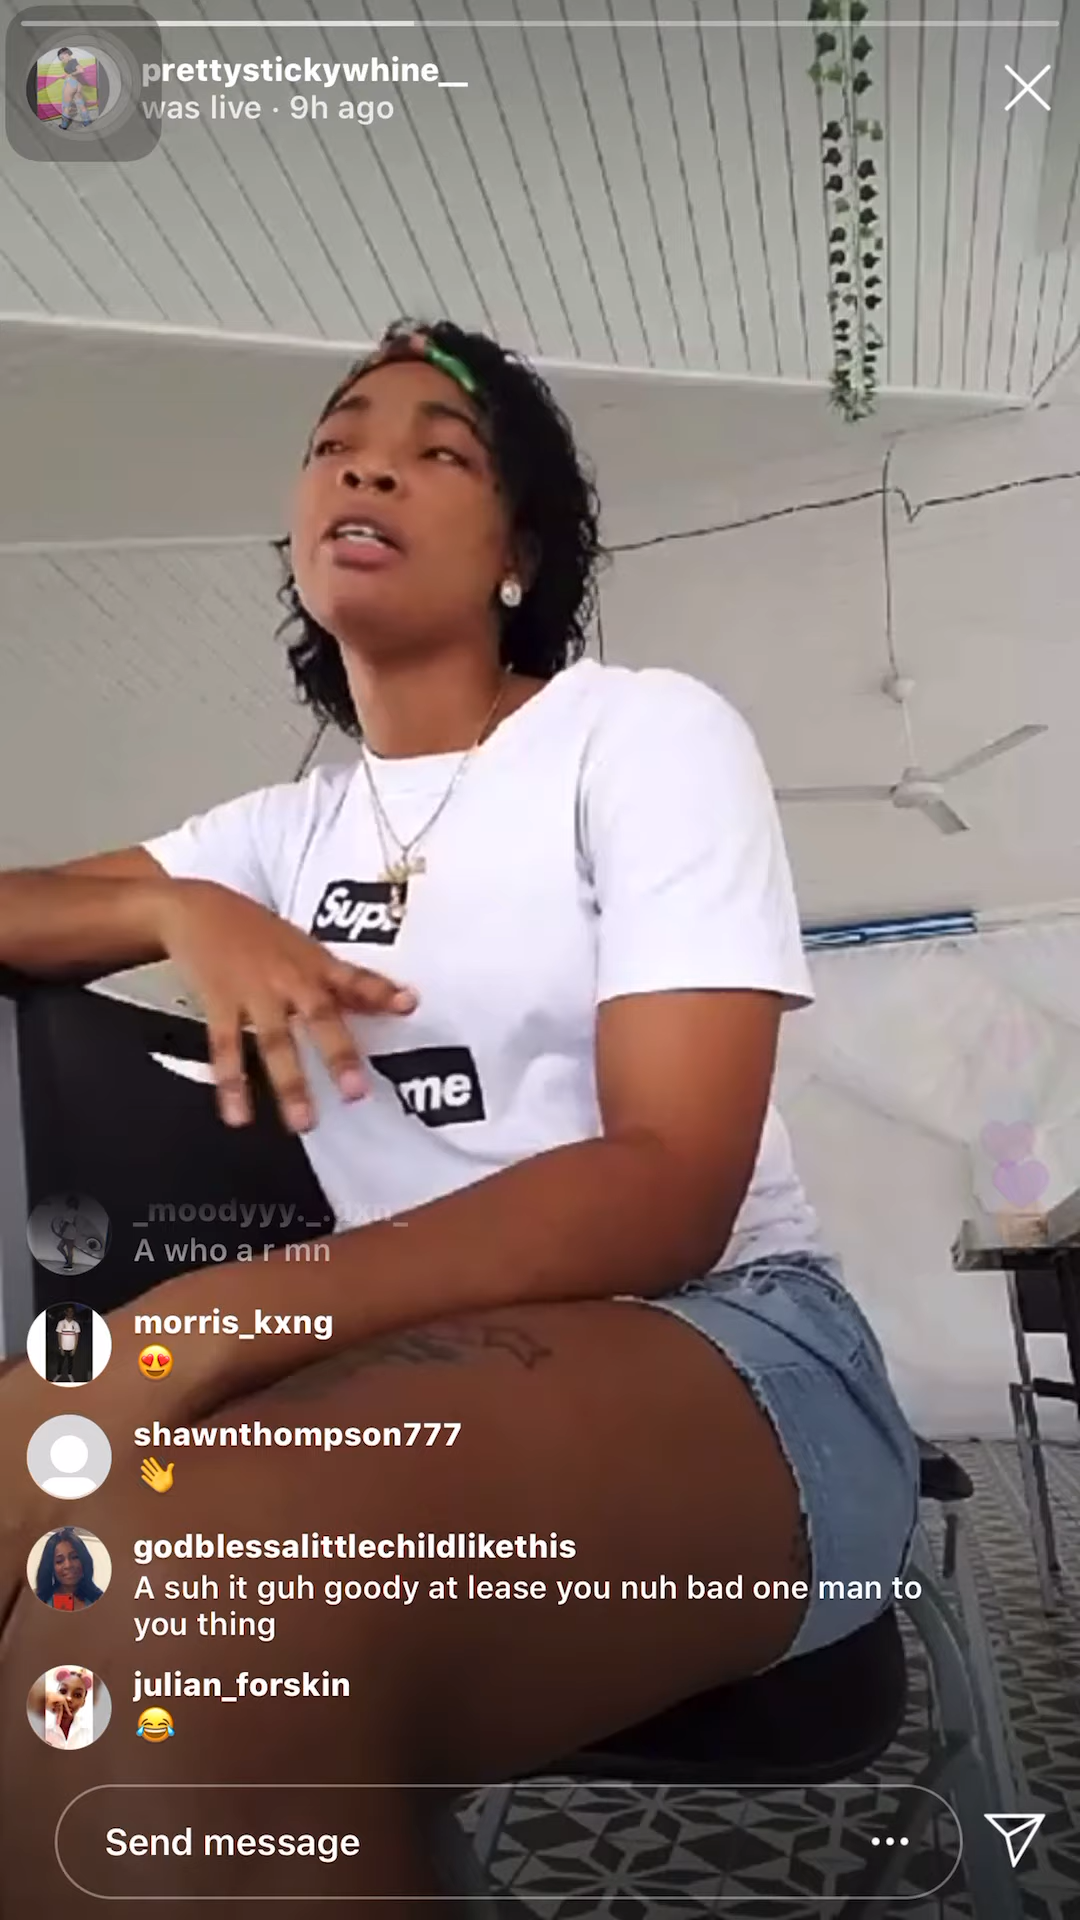 prettystickywhine__
was live · 9h ago
Sup
me
A who a r mn
morris_kxng
😍
shawnthompson777
👋
godblessalittlechildlikethis
A suh it guh goody at lease you nuh bad one man to
you thing
julian_forskin
😂
Send message